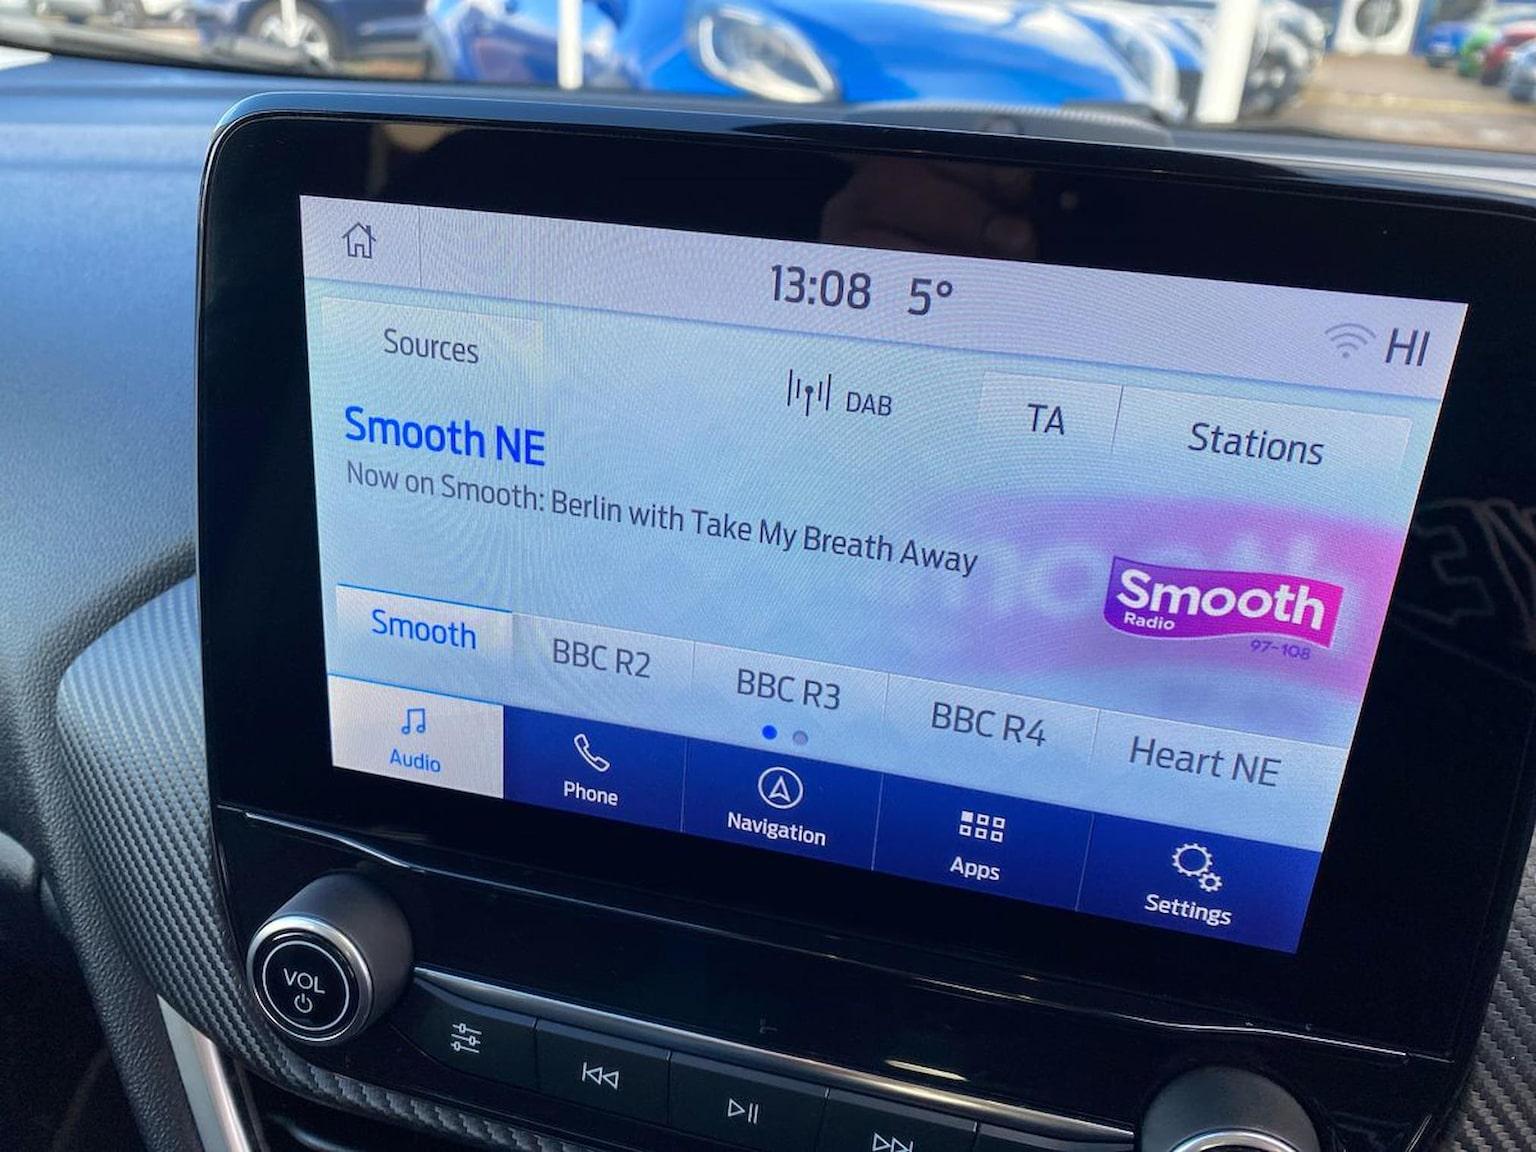 13:08 5°
HI
Sources
DAB
TA
Stations
Smooth NE
Now on Smooth: Berlin with Take My Breath Away
Smooth
Radio
97-108
Smooth
BBC R2
BBC R3
BBC R4
Heart NE
Audio
Phone
Navigation
Apps
Settings
VOL